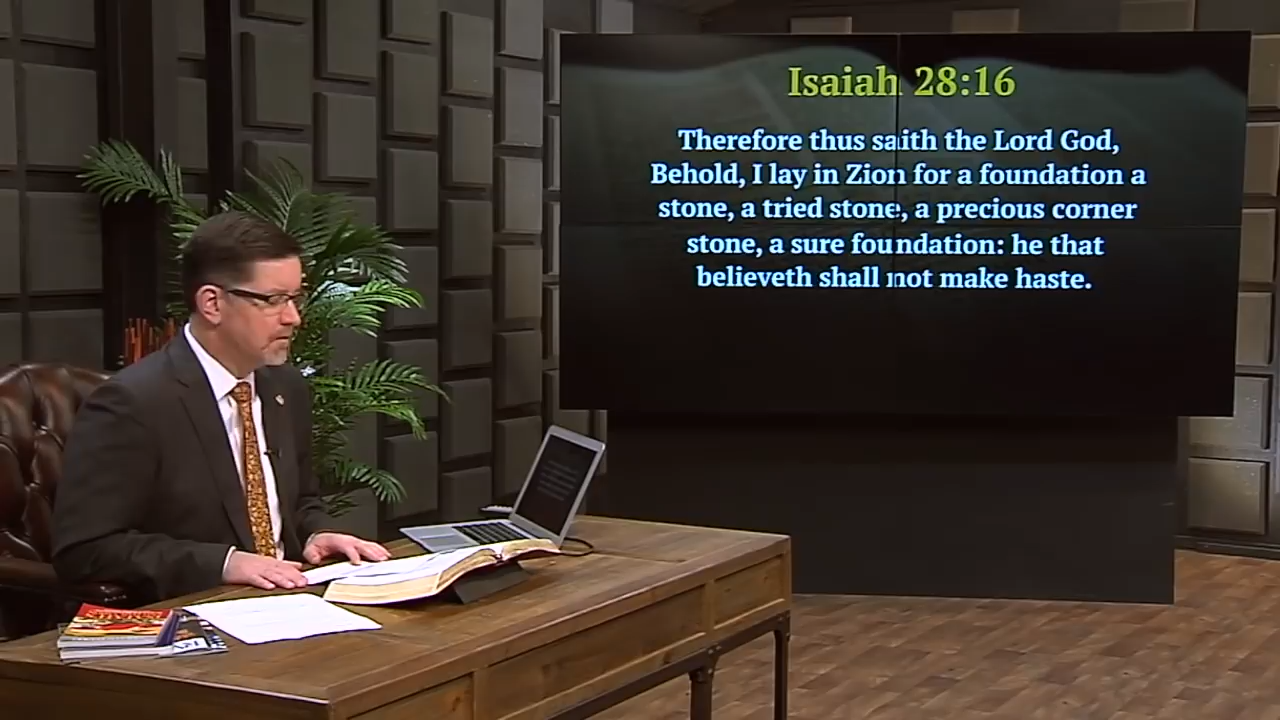 Isaiah 28:16
Therefore thus saith the Lord God,
Behold, I lay in Zion for a foundation a
stone, a tried stone, a precious corner
stone, a sure foundation: he that
believeth shall not make haste.